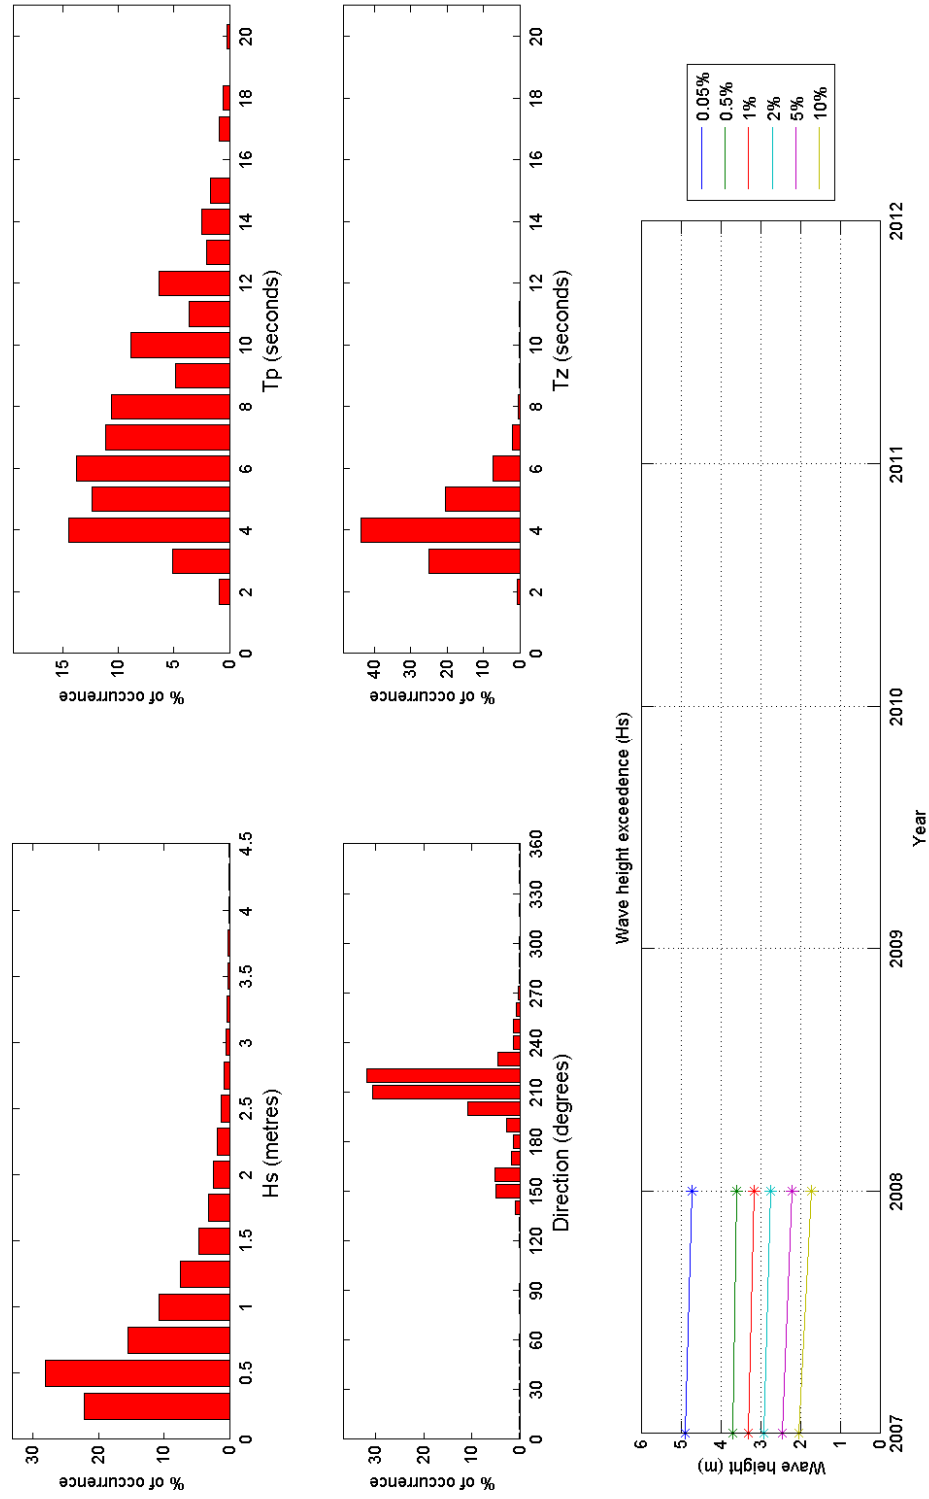 % of occurrence
30
20
10
0
0 0.5 1 1.5 2 2.5 3 3.5 4 4.5
Hs (metres)
% of occurrence
15
10
5
0
0 2 4 6 8 10 12 14 16 18 20
Tp (seconds)
% of occurrence
30
20
10
0
0 30 60 90 120 150 180 210 240 270 300 330 360
Direction (degrees)
% of occurrence
40
30
20
10
0
0 2 4 6 8 10 12 14 16 18 20
Tz (seconds)
Wave height exceedence (Hs)
Wave height (m)
6
5
4
3
2
1
0
2007 2008 2009 2010 2011 2012
Year
0.05%
0.5%
1%
2%
5%
10%